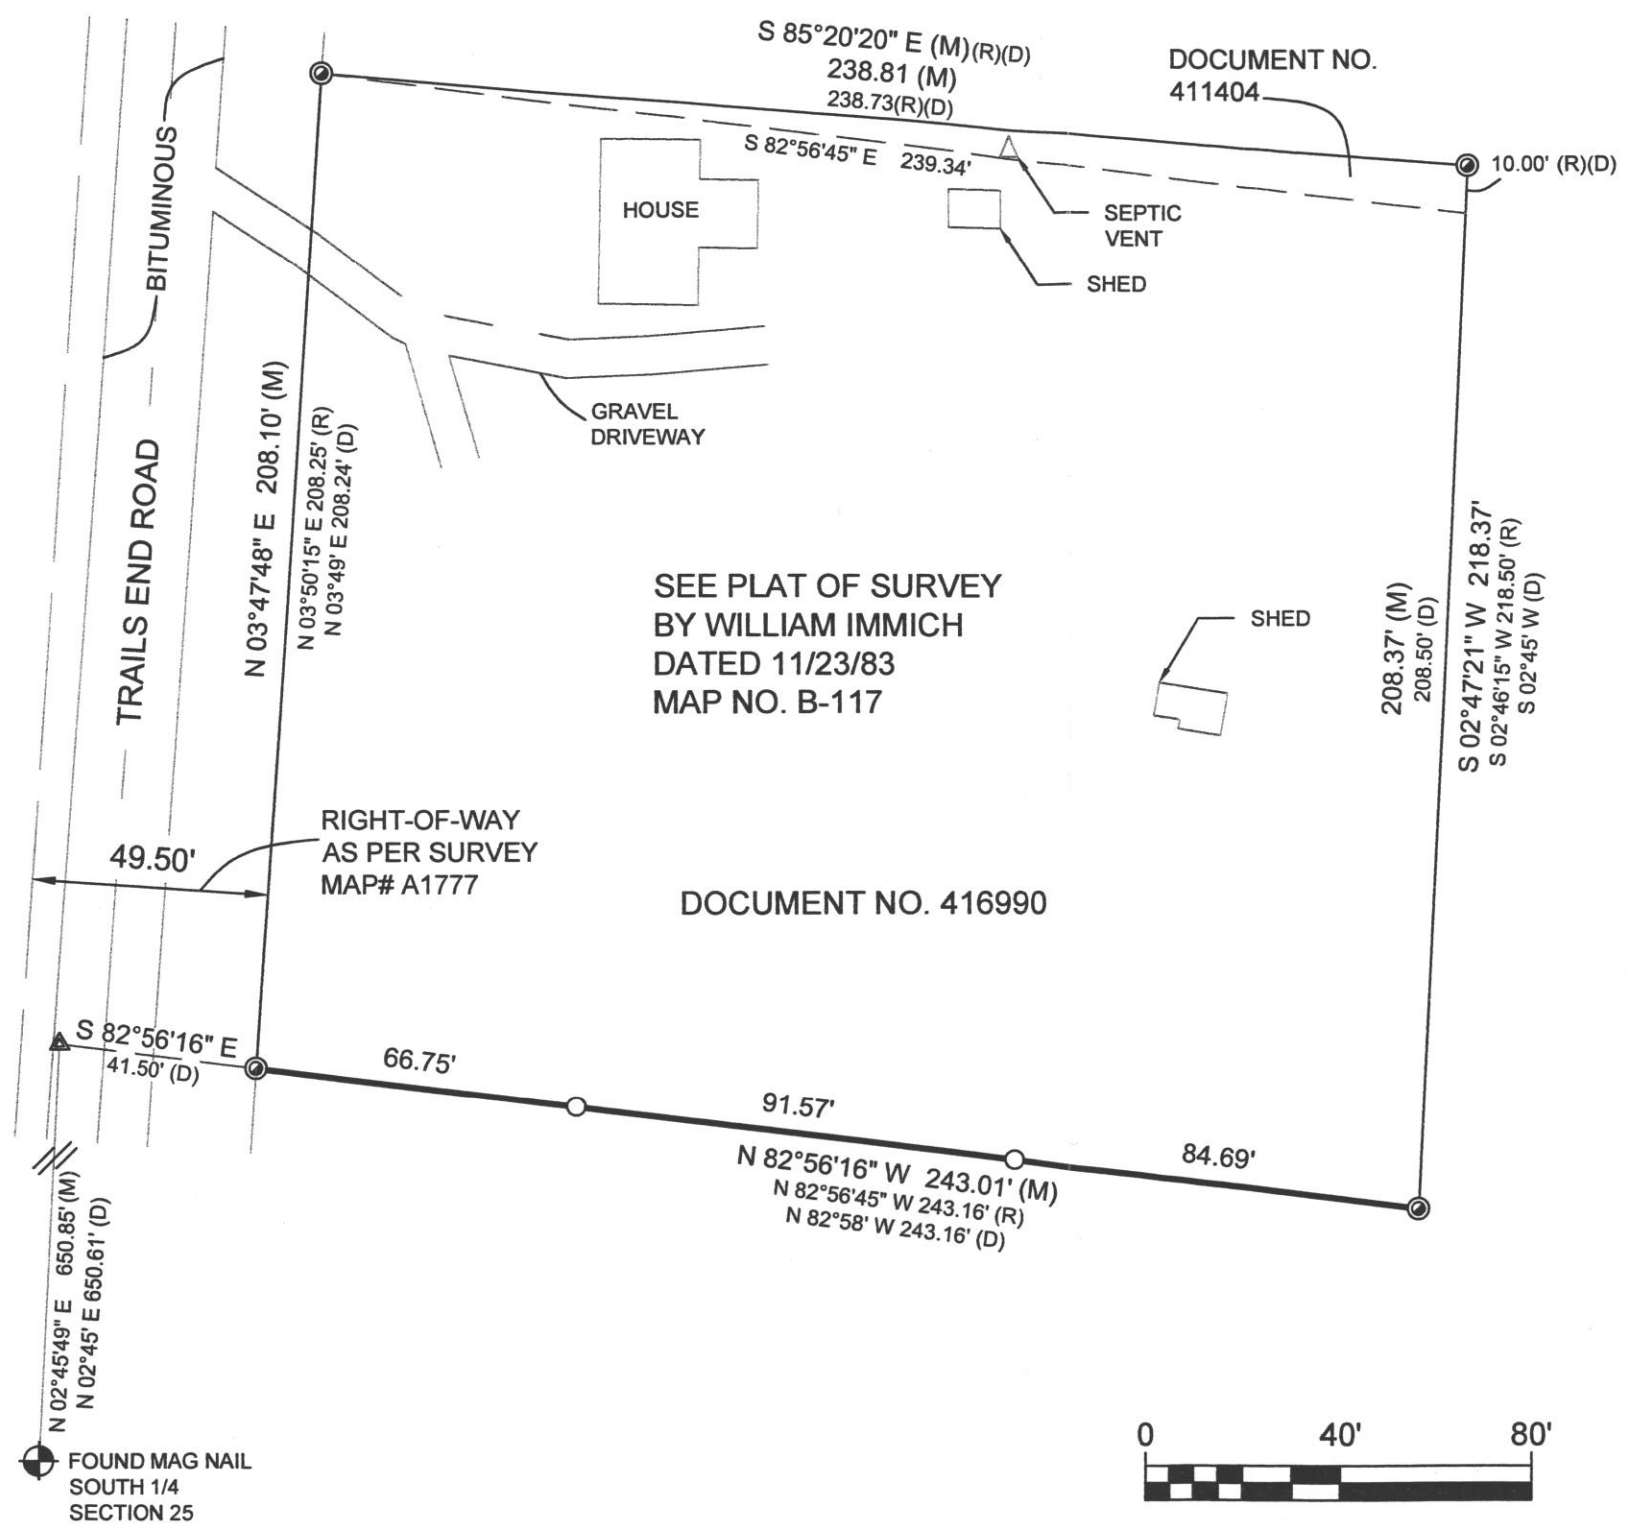 S 85°20'20" E (M)(R)(D)
238.81 (M)
238.73(R)(D)
DOCUMENT NO.
411404
S 82°56'45" E 239.34'
10.00' (R)(D)
BITUMINOUS
HOUSE
SEPTIC
VENT
SHED
GRAVEL
DRIVEWAY
TRAILS END ROAD
N 03°47'48" E 208.10' (M)
N 03°50'15" E 208.25' (R)
N 03°49' E 208.24' (D)
SEE PLAT OF SURVEY
BY WILLIAM IMMICH
DATED 11/23/83
MAP NO. B-117
SHED
208.37' (M)
208.50' (D)
S 02°47'21" W 218.37'
S 02°46'15" W 218.50' (R)
S 02°45' W (D)
RIGHT-OF-WAY
AS PER SURVEY
MAP# A1777
49.50'
DOCUMENT NO. 416990
S 82°56'16" E
41.50' (D)
66.75'
91.57'
84.69'
N 82°56'16" W 243.01' (M)
N 82°56'45" W 243.16' (R)
N 82°58' W 243.16' (D)
N 02°45'49" E 650.85' (M)
N 02°45' E 650.61' (D)
FOUND MAG NAIL
SOUTH 1/4
SECTION 25
0 40' 80'